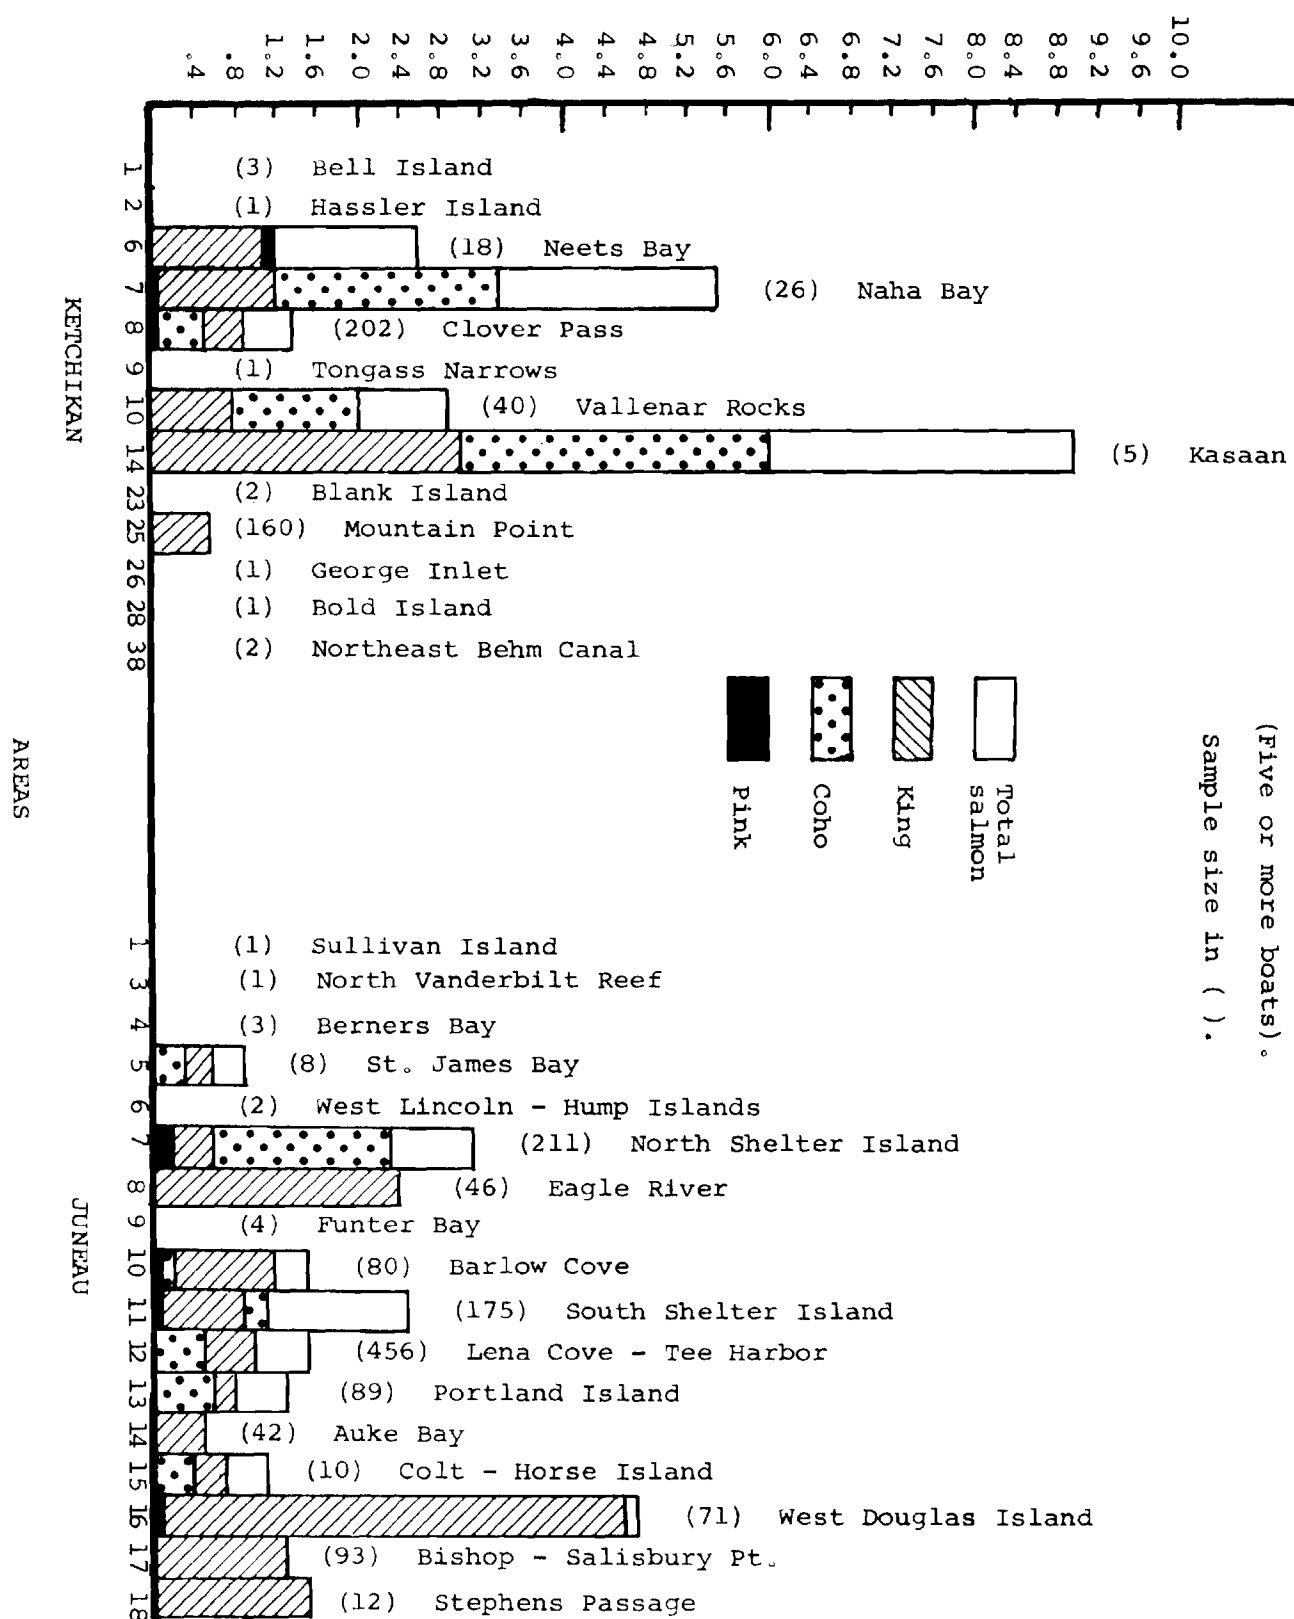 .4
.8
1.2
1.6
2.0
2.4
2.8
3.2
3.6
4.0
4.4
4.8
5.2
5.6
6.0
6.4
6.8
7.2
7.6
8.0
8.4
8.8
9.2
9.6
10.0
1 (3) Bell Island
2 (1) Hassler Island
6 (18) Neets Bay
7 (26) Naha Bay
8 (202) Clover Pass
9 (1) Tongass Narrows
10 (40) Vallenar Rocks
14 (5) Kasaan
23 (2) Blank Island
25 (160) Mountain Point
26 (1) George Inlet
28 (1) Bold Island
38 (2) Northeast Behm Canal
KETCHIKAN
AREAS
Pink
Coho
King
Total
salmon
(Five or more boats).
Sample size in ( ).
1 (1) Sullivan Island
3 (1) North Vanderbilt Reef
4 (3) Berners Bay
5 (8) St. James Bay
6 (2) West Lincoln - Hump Islands
7 (211) North Shelter Island
8 (46) Eagle River
9 (4) Funter Bay
10 (80) Barlow Cove
11 (175) South Shelter Island
12 (456) Lena Cove - Tee Harbor
13 (89) Portland Island
14 (42) Auke Bay
15 (10) Colt - Horse Island
16 (71) West Douglas Island
17 (93) Bishop - Salisbury Pt.
18 (12) Stephens Passage
JUNEAU